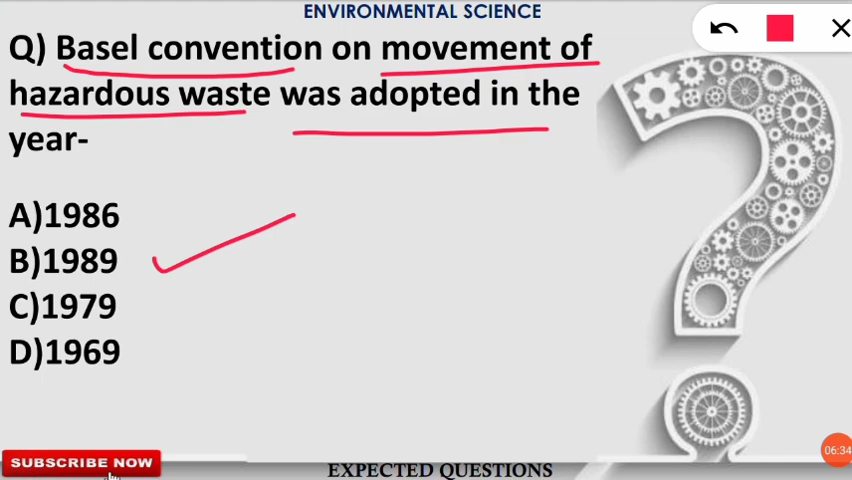 ENVIRONMENTAL SCIENCE
Q) Basel convention on movement of
hazardous waste was adopted in the
year-
A)1986
B)1989
C)1979
D)1969
06:34
SUBSCRIBE NOW
EXPECTED QUESTIONS